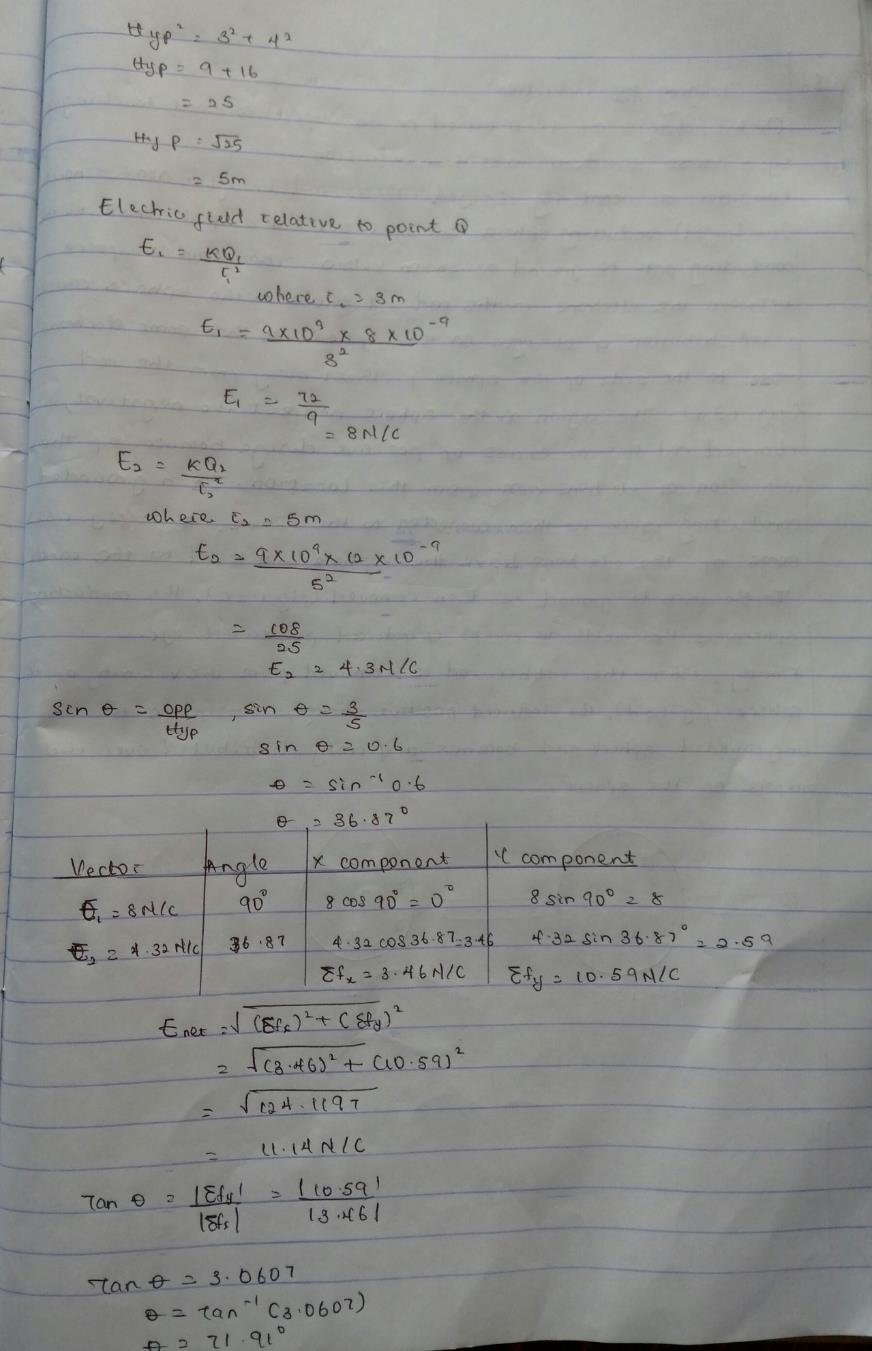 Hyp² = 3² + 4²
Hyp = 9 + 16
= 25
Hyp = √25
= 5m
Electric field relative to point Q
E₁ = KQ₁/r₁²
where r₁ = 3m
E₁ = 9×10⁹ × 8 × 10⁻⁹/3²
E₁ = 72/9
= 8N/C
E₂ = KQ₂/r₂²
where r₂ = 5m
E₂ = 9×10⁹ × 12 × 10⁻⁹/5²
= 108/25
E₂ = 4.3N/C
Sin θ = opp/Hyp, sin θ = 3/5
sin θ = 0.6
θ = sin⁻¹ 0.6
θ = 36.87°
Vector Angle X component Y component
E₁ = 8N/C 90° 8 cos 90° = 0° 8 sin 90° = 8
E₂ = 4.32 N/C 36.87 4.32 cos 36.87=3.46 4.32 sin 36.87° = 2.59
Σfₓ = 3.46N/C Σfy = 10.59N/C
Enet = √(Σfₓ)² + (Σfy)²
= √(3.46)² + (10.59)²
= √124.1197
= 11.14N/C
Tan θ = |Σfy|/|Σfₓ| = |10.59|/|3.46|
Tan θ = 3.0607
θ = Tan⁻¹ (3.0607)
θ = 71.91°